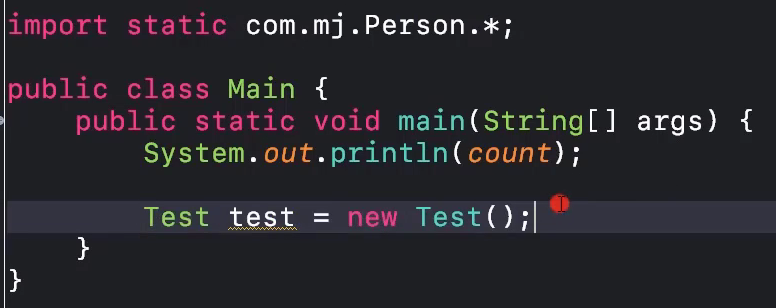 import static com.mj.Person.*;
public class Main {
public static void main(String[] args) {
System.out.println(count);
Test test = new Test();
}
}